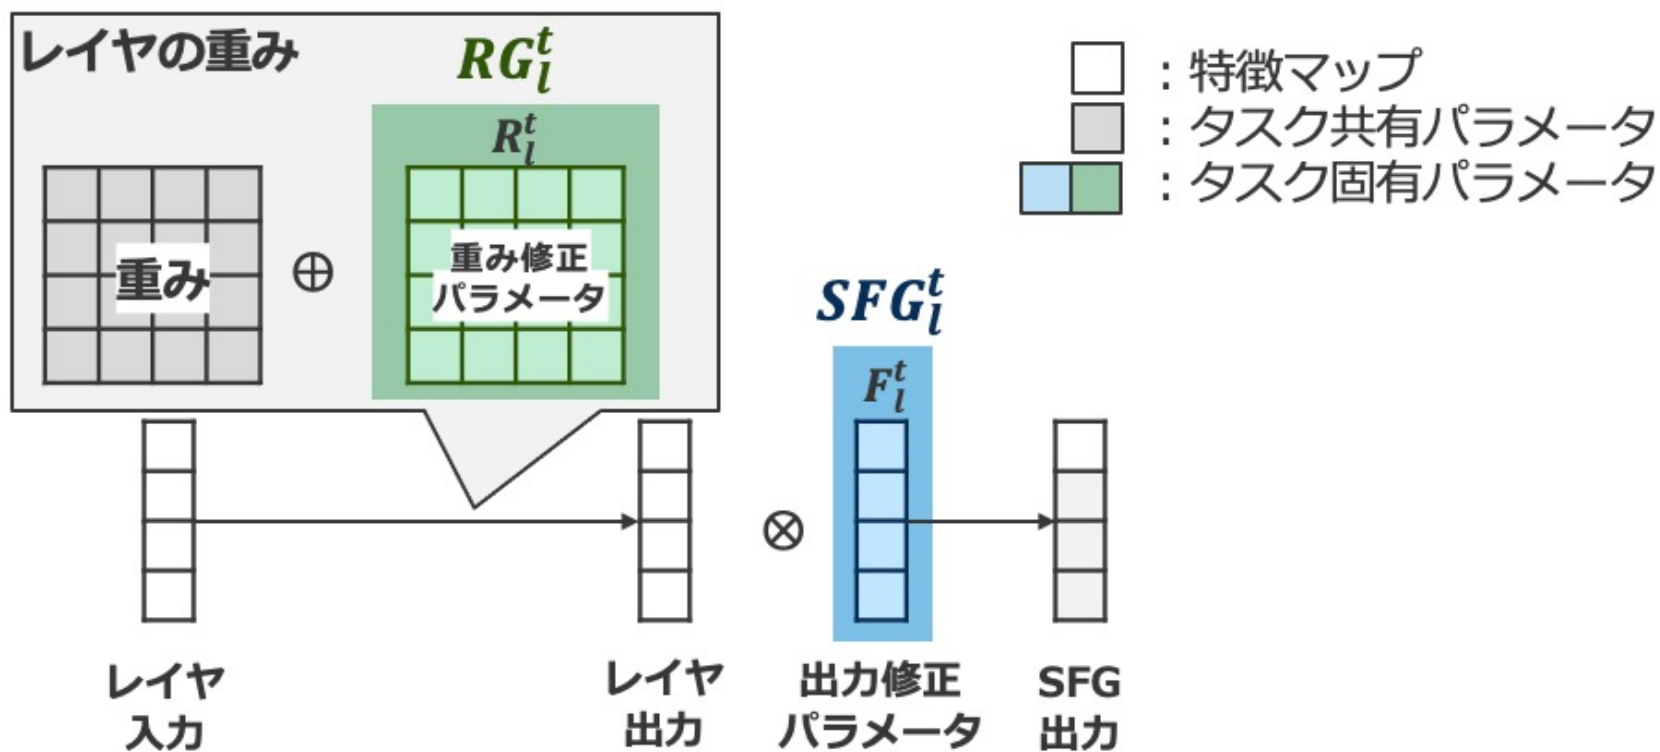 レイヤの重み
RG_l^t
R_l^t
重み
⊕
重み修正
パラメータ
:特徴マップ
:タスク共有パラメータ
:タスク固有パラメータ
SFG_l^t
F_l^t
⊗
レイヤ
入力
レイヤ
出力
出力修正
パラメータ
SFG
出力